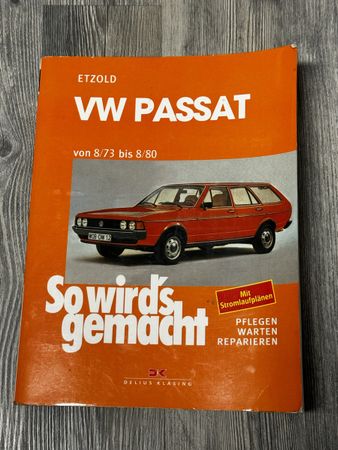 ETZOLD
VW PASSAT
von 8/73 bis 8/80
Mit
Stromlaufplänen
So wird's
gemacht
PFLEGEN
WARTEN
REPARIEREN
DK
DELIUS KLASING